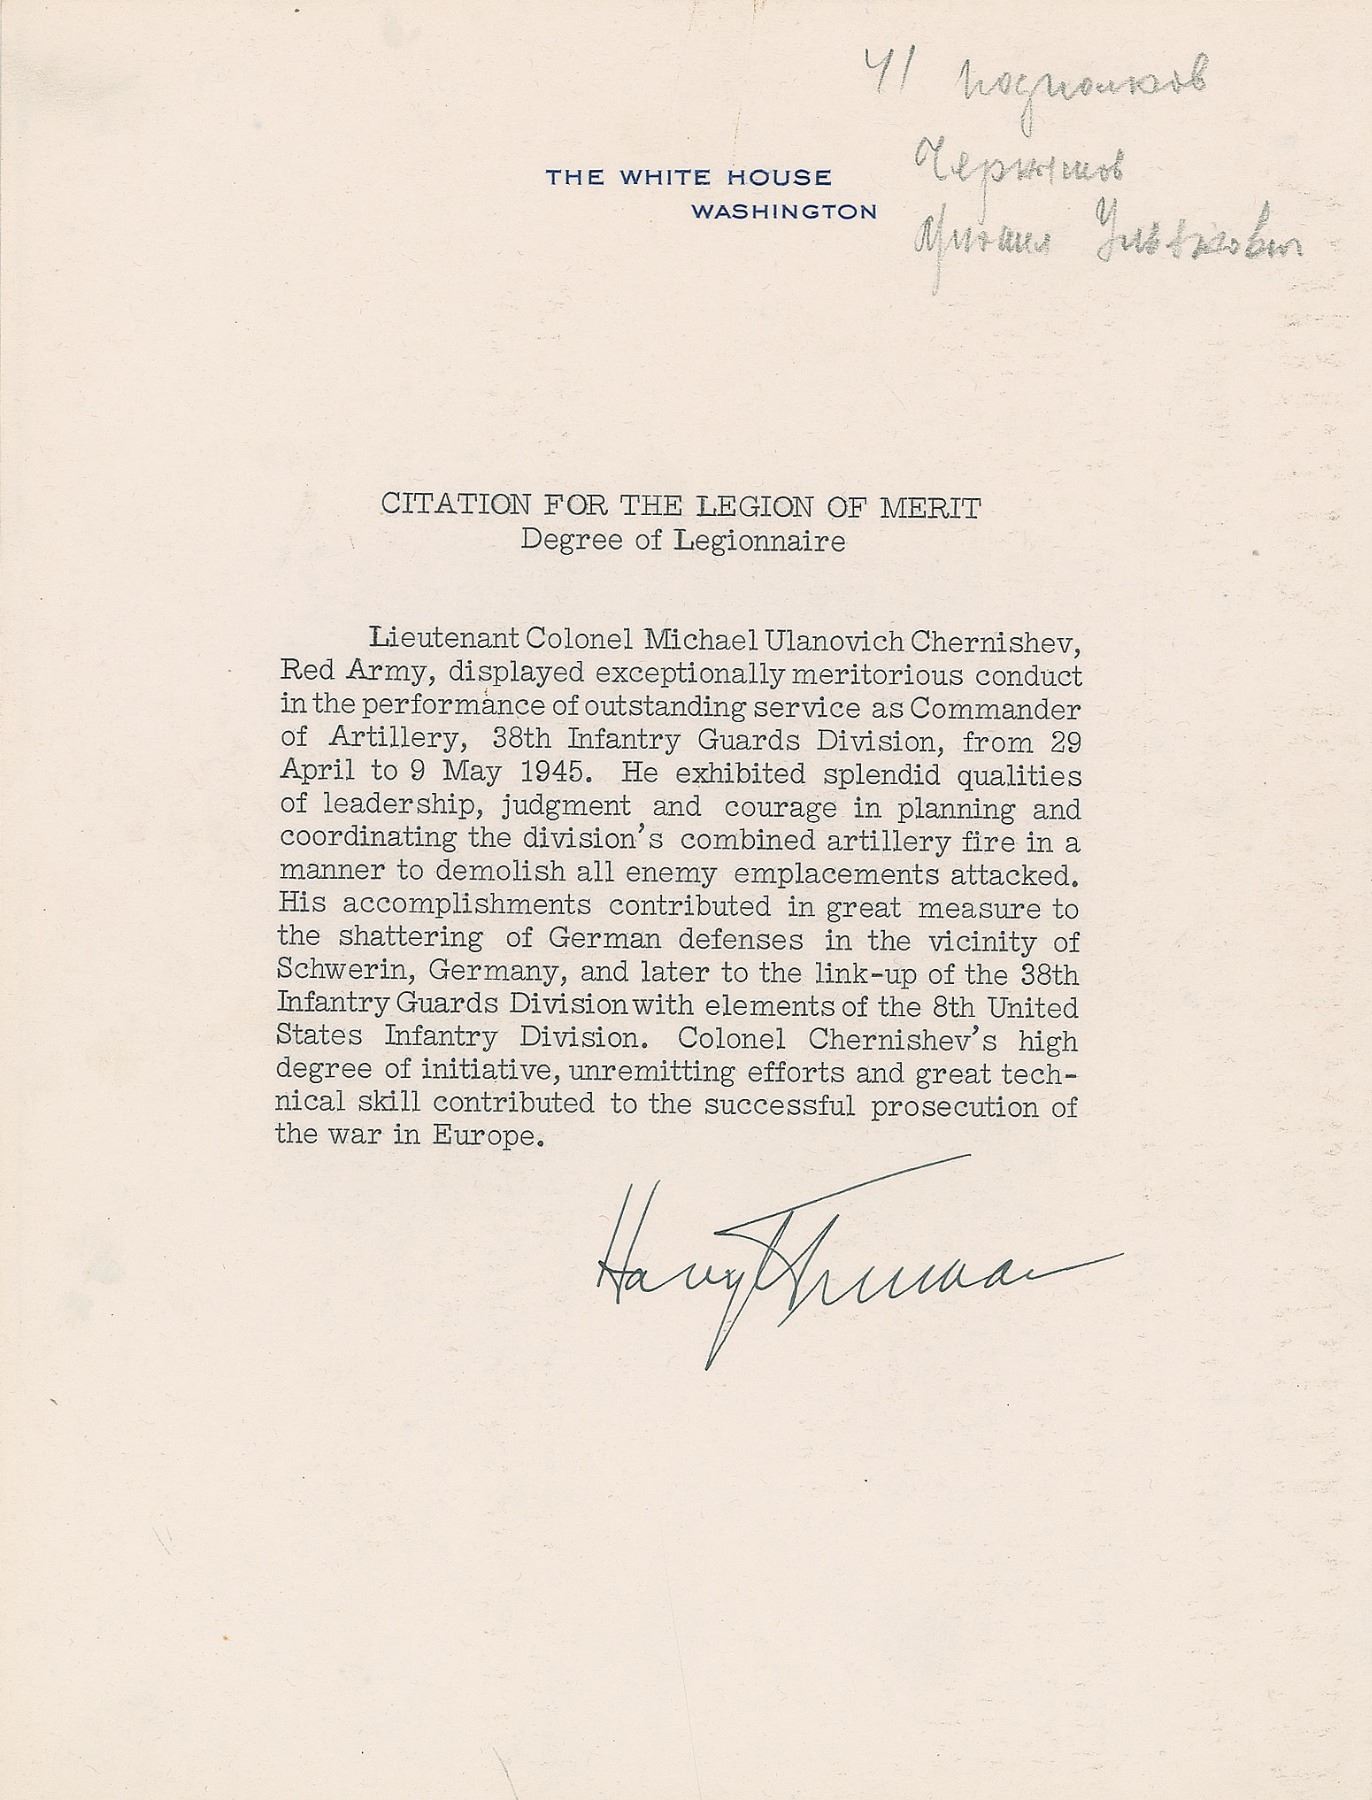 41 подполков
THE WHITE HOUSE
WASHINGTON
Чернышов
CITATION FOR THE LEGION OF MERIT
Degree of Legionnaire
Lieutenant Colonel Michael Ulanovich Chernishev,
Red Army, displayed exceptionally meritorious conduct
in the performance of outstanding service as Commander
of Artillery, 38th Infantry Guards Division, from 29
April to 9 May 1945. He exhibited splendid qualities
of leadership, judgment and courage in planning and
coordinating the division's combined artillery fire in a
manner to demolish all enemy emplacements attacked.
His accomplishments contributed in great measure to
the shattering of German defenses in the vicinity of
Schwerin, Germany, and later to the link-up of the 38th
Infantry Guards Division with elements of the 8th United
States Infantry Division. Colonel Chernishev's high
degree of initiative, unremitting efforts and great tech-
nical skill contributed to the successful prosecution of
the war in Europe.
Harry Truman